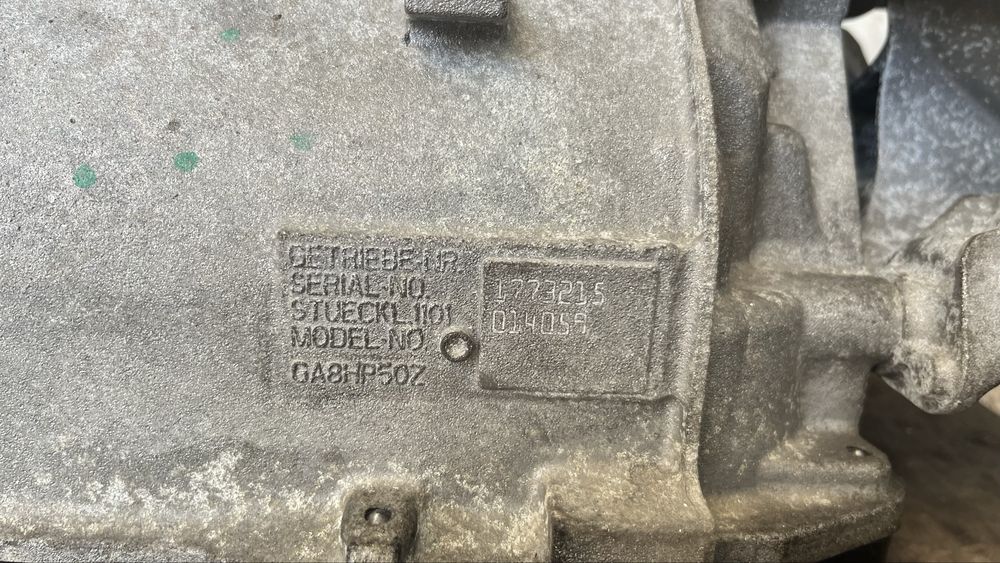 GETRIEBE-NR.
SERIAL-NO.
STUECKL.1101
MODEL-NO.
GA8HP50Z
1773215
014059